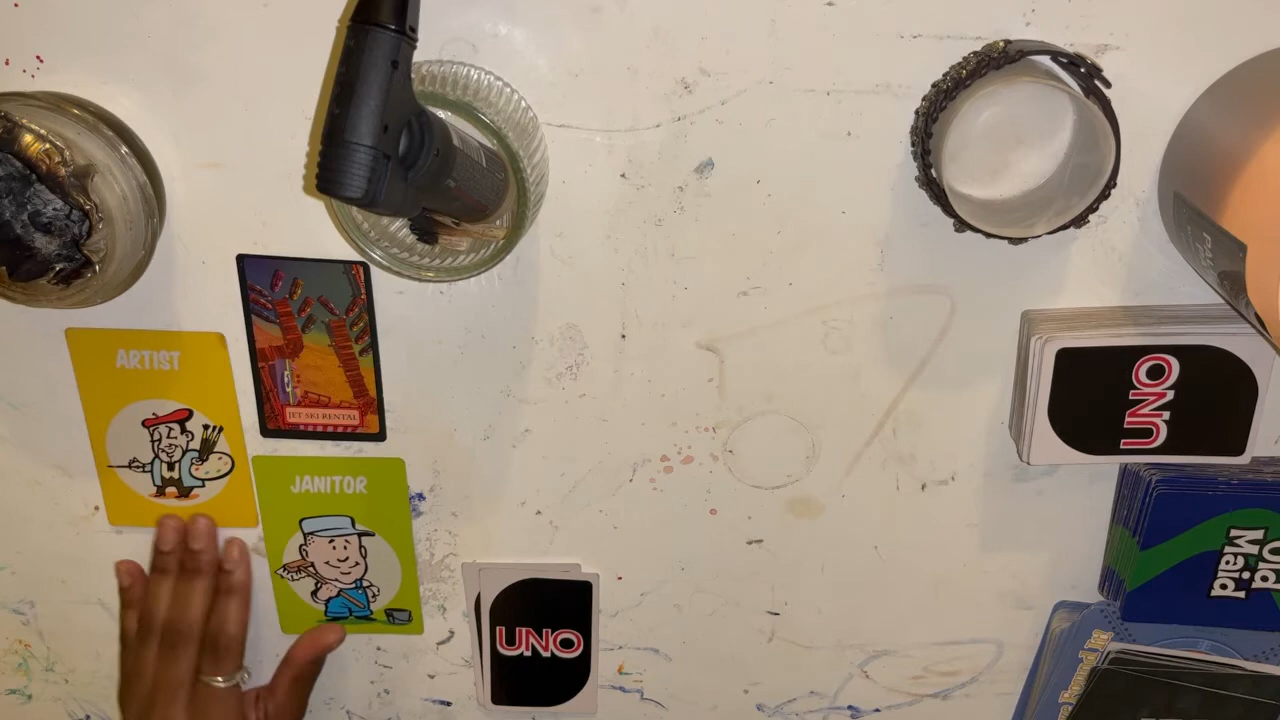 ARTIST
JET SKI RENTAL
JANITOR
UNO
UNO
Old
Maid